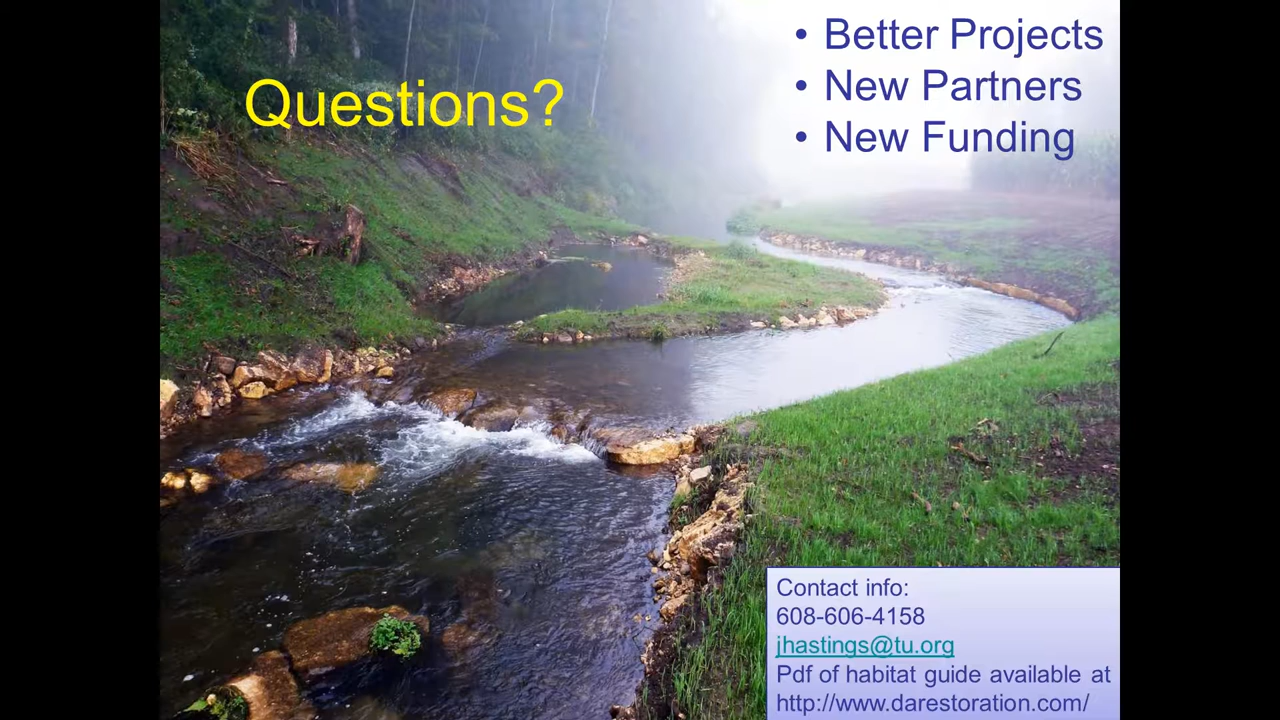 Questions?
• Better Projects
• New Partners
• New Funding
Contact info:
608-606-4158
jhastings@tu.org
Pdf of habitat guide available at
http://www.darestoration.com/